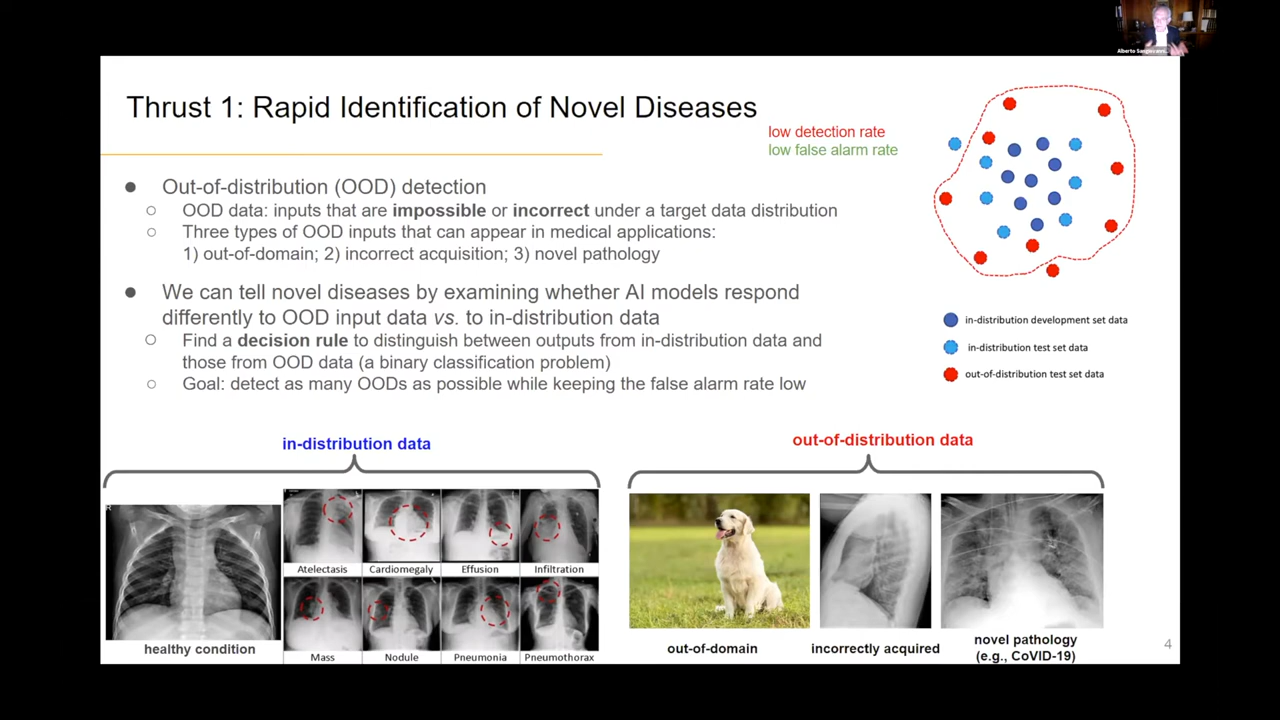 Alberto
Thrust 1: Rapid Identification of Novel Diseases
low detection rate
low false alarm rate
● Out-of-distribution (OOD) detection
○ OOD data: inputs that are impossible or incorrect under a target data distribution
○ Three types of OOD inputs that can appear in medical applications:
1) out-of-domain; 2) incorrect acquisition; 3) novel pathology
● We can tell novel diseases by examining whether AI models respond
differently to OOD input data vs. to in-distribution data
○ Find a decision rule to distinguish between outputs from in-distribution data and
those from OOD data (a binary classification problem)
○ Goal: detect as many OODs as possible while keeping the false alarm rate low
in-distribution development set data
in-distribution test set data
out-of-distribution test set data
in-distribution data
R
healthy condition
Atelectasis
Cardiomegaly
Effusion
Infiltration
Mass
Nodule
Pneumonia
Pneumothorax
out-of-distribution data
out-of-domain
incorrectly acquired
novel pathology
(e.g., CoVID-19)
4